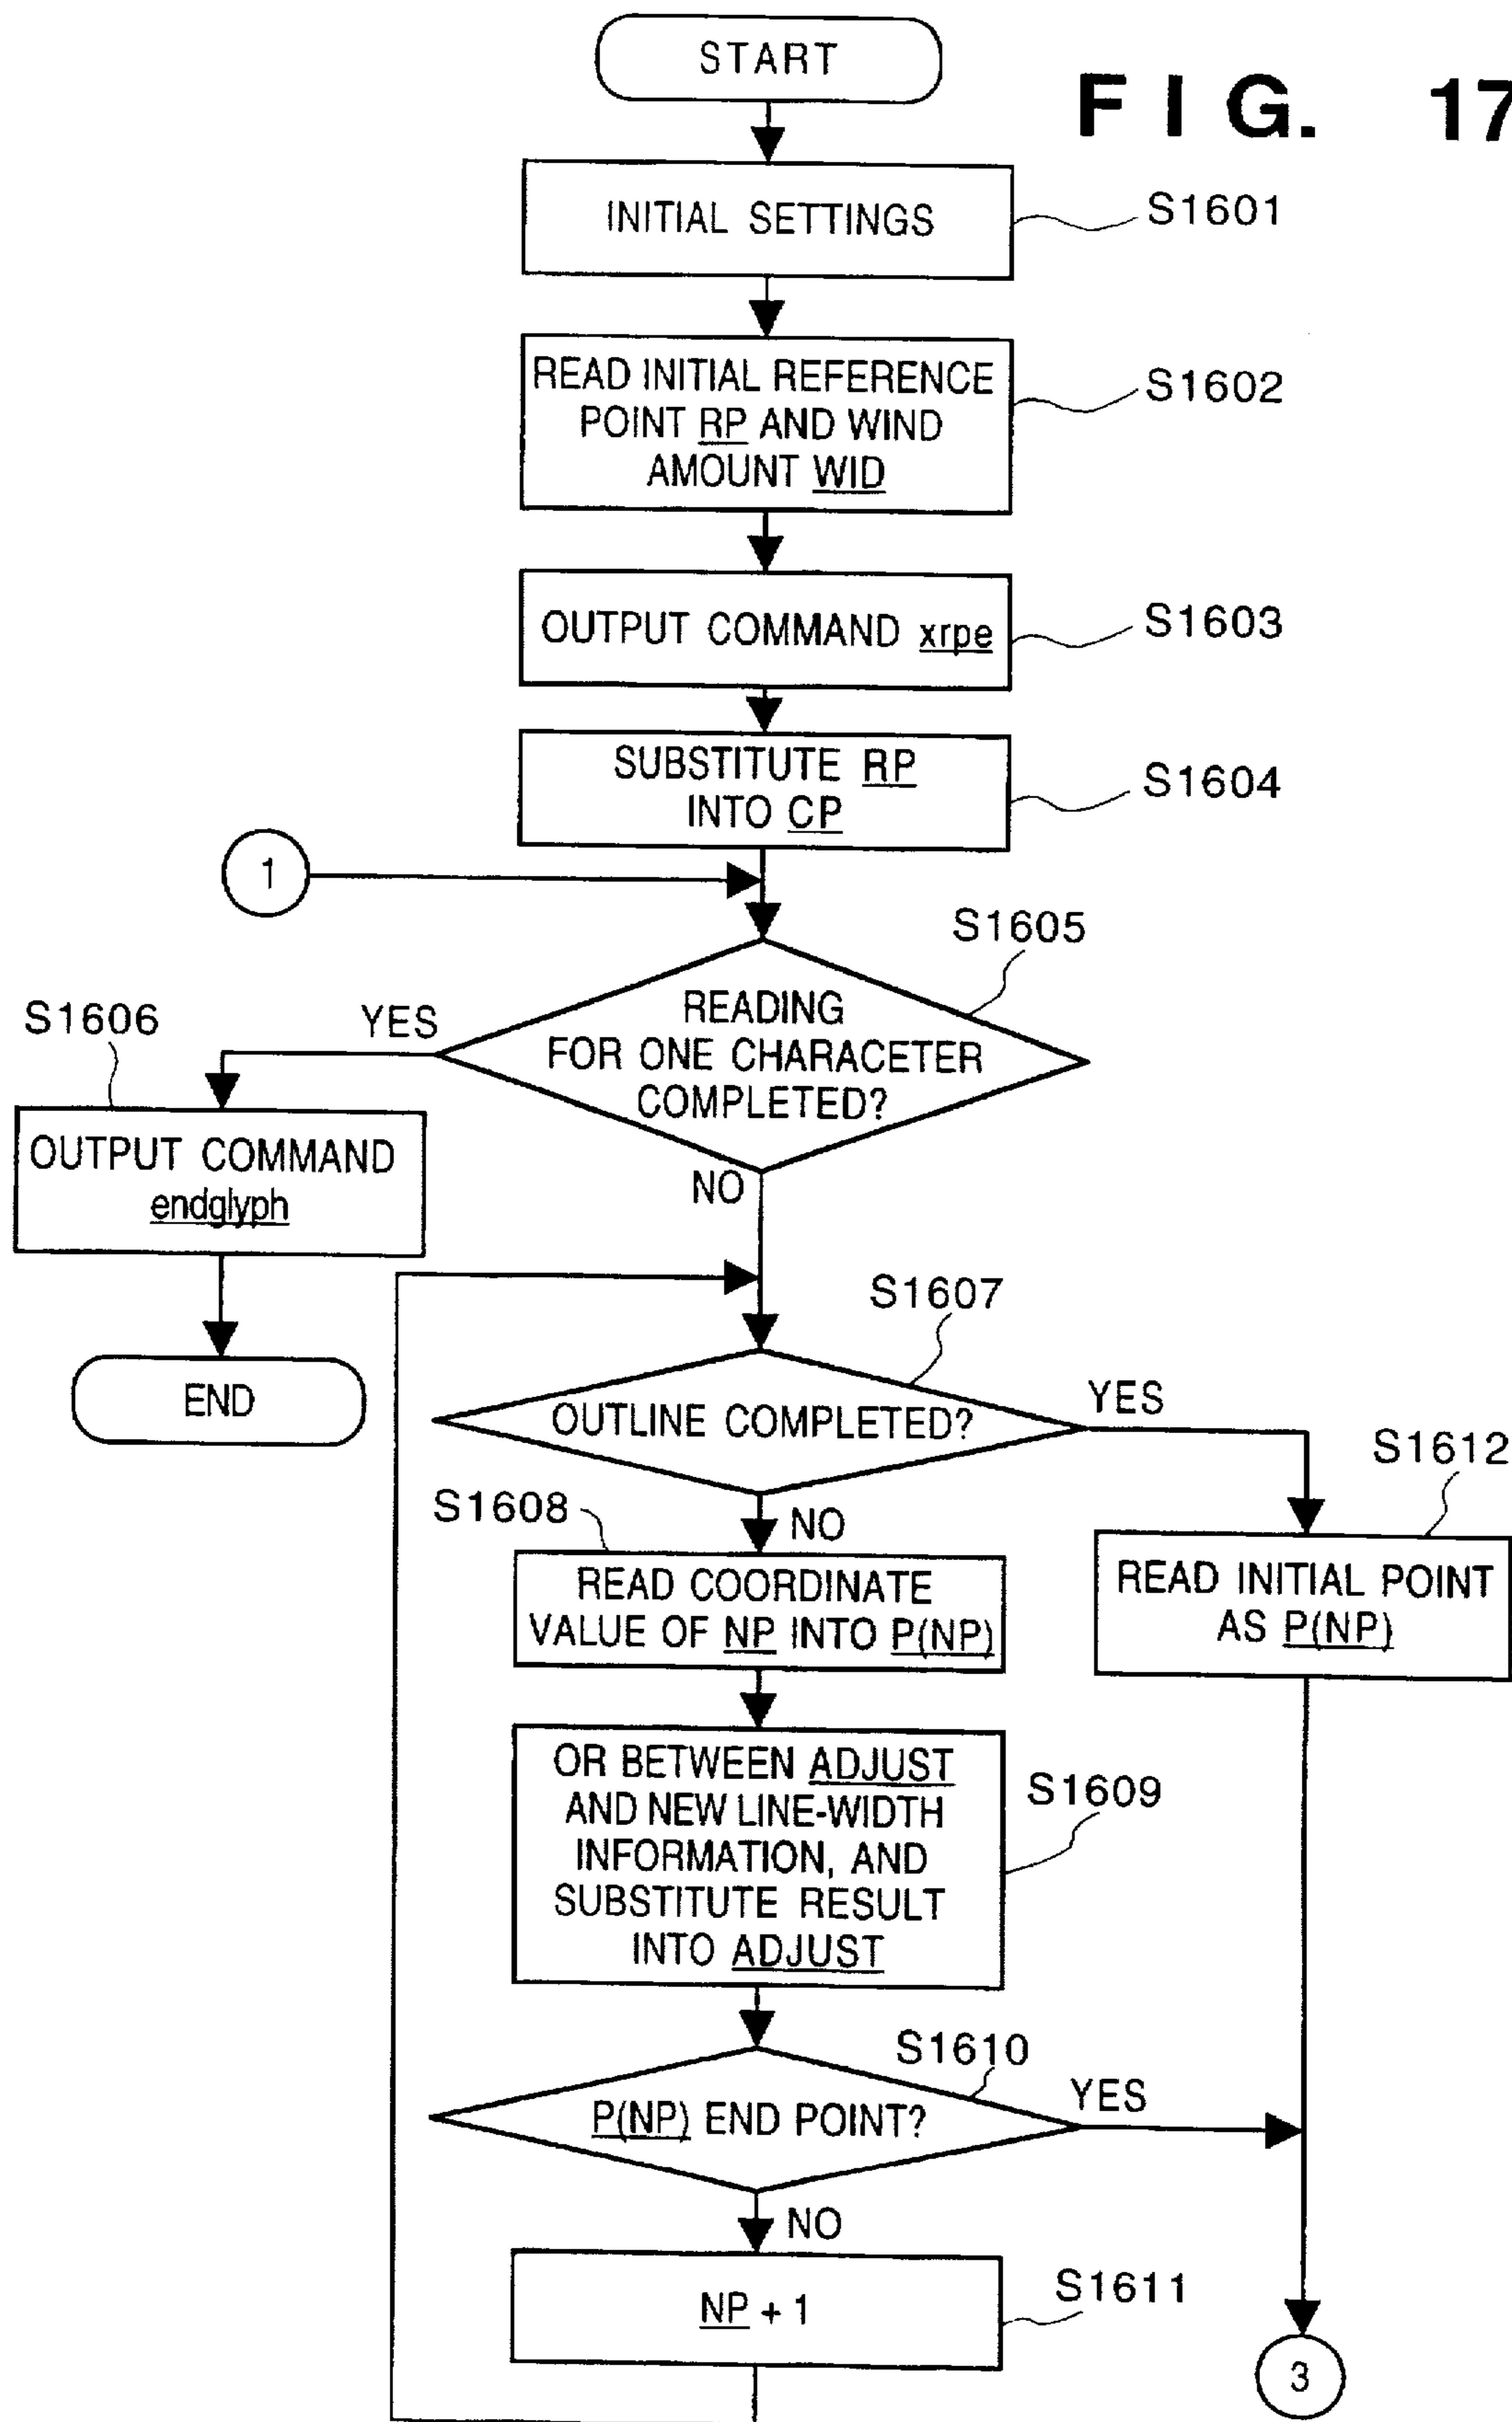 START
FIG. 17
INITIAL SETTINGS
S1601
READ INITIAL REFERENCE
POINT RP AND WIND
AMOUNT WID
S1602
OUTPUT COMMAND xrpe
S1603
SUBSTITUTE RP
INTO CP
S1604
1
S1605
READING
FOR ONE CHARACETER
COMPLETED?
YES
S1606
OUTPUT COMMAND
endglyph
END
NO
S1607
OUTLINE COMPLETED?
YES
S1612
READ INITIAL POINT
AS P(NP)
S1608
NO
READ COORDINATE
VALUE OF NP INTO P(NP)
OR BETWEEN ADJUST
AND NEW LINE-WIDTH
INFORMATION, AND
SUBSTITUTE RESULT
INTO ADJUST
S1609
S1610
P(NP) END POINT?
YES
NO
NP + 1
S1611
3